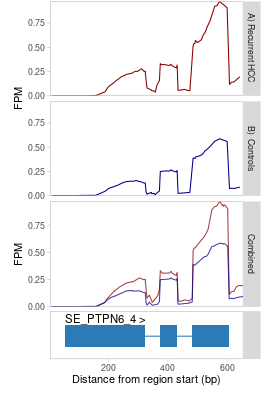 0.75
0.50
0.25
0.00
FPM
A) Recurrent HCC
0.75
0.50
0.25
0.00
B) Controls
0.75
0.50
0.25
0.00
FPM
Combined
SE_PTPN6_4 >
200
400
600
Distance from region start (bp)